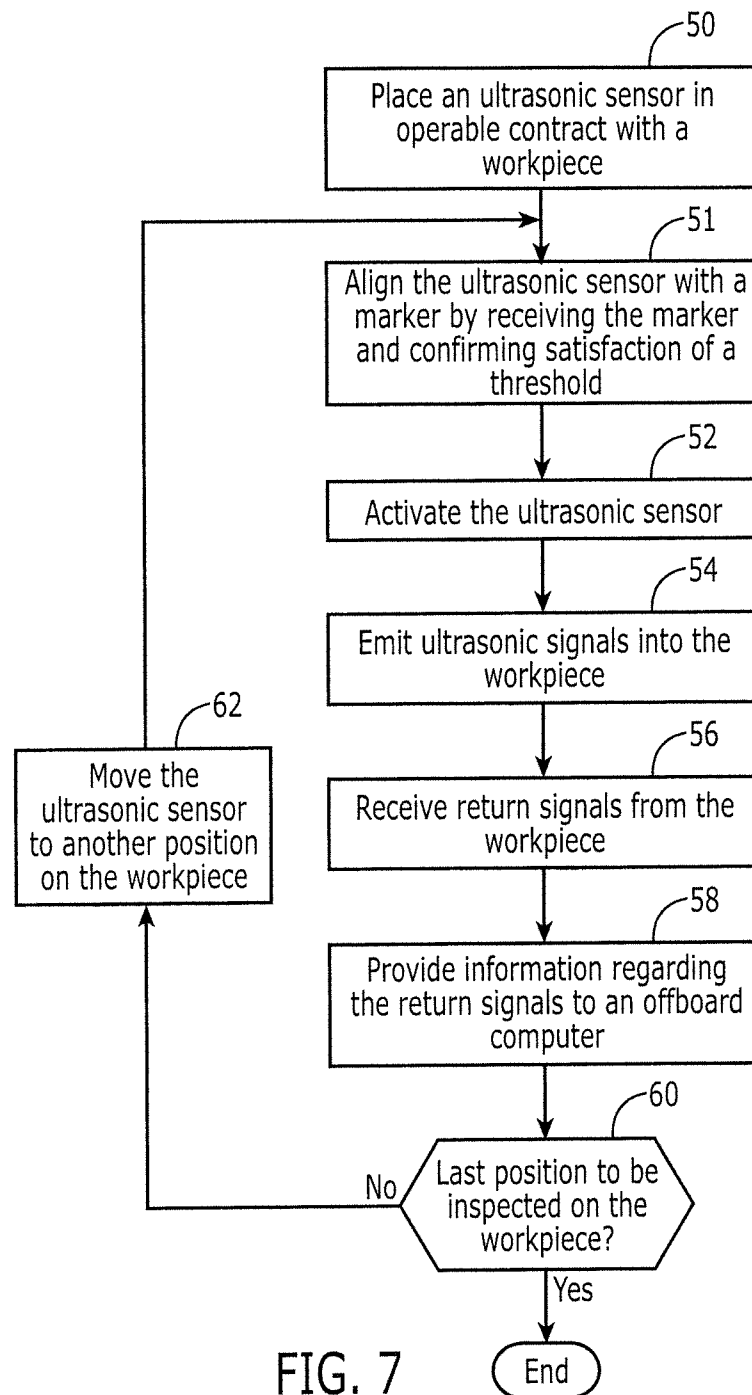 50
Place an ultrasonic sensor in
operable contract with a
workpiece
51
Align the ultrasonic sensor with a
marker by receiving the marker
and confirming satisfaction of a
threshold
52
Activate the ultrasonic sensor
54
Emit ultrasonic signals into the
workpiece
56
Receive return signals from the
workpiece
58
Provide information regarding
the return signals to an offboard
computer
60
Last position to be
inspected on the
workpiece?
No
62
Move the
ultrasonic sensor
to another position
on the workpiece
Yes
End
FIG. 7